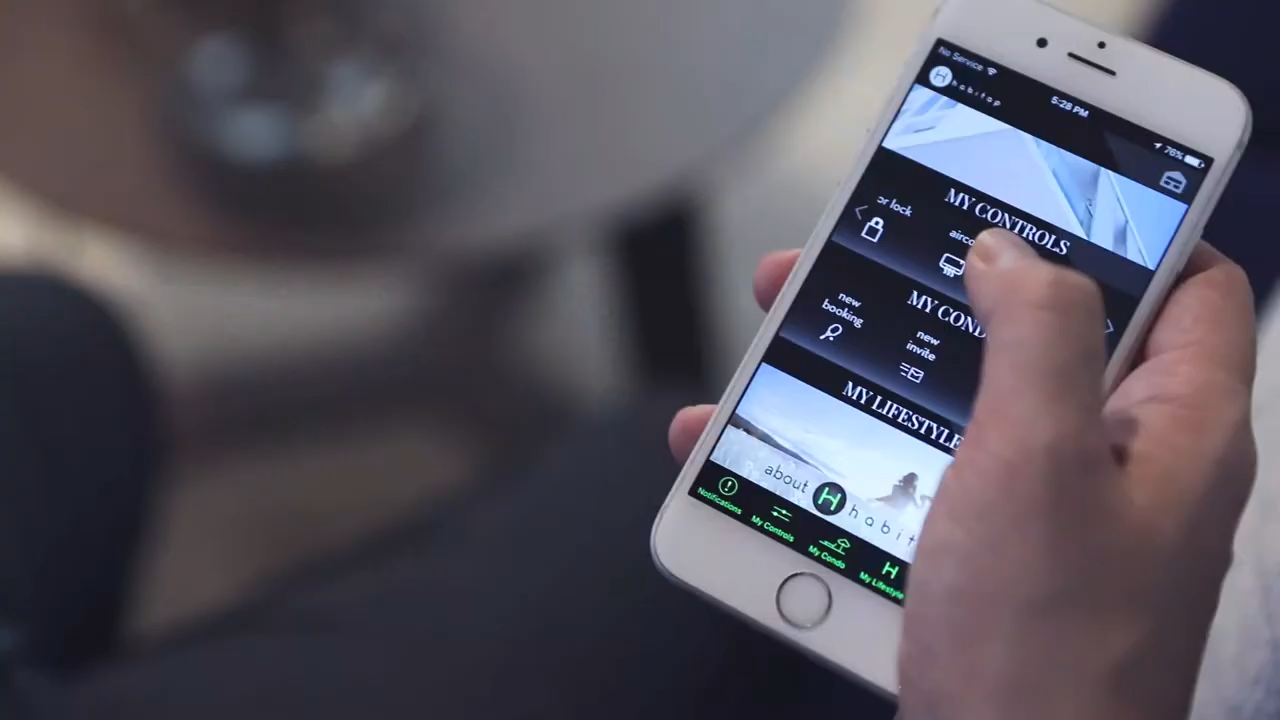 No Service
5:28 PM
76%
H habitap
MY CONTROLS
or lock
airco
MY COND
new
booking
new
invite
MY LIFESTYLE
about H habit
Notifications
My Controls
My Condo
My Lifestyle